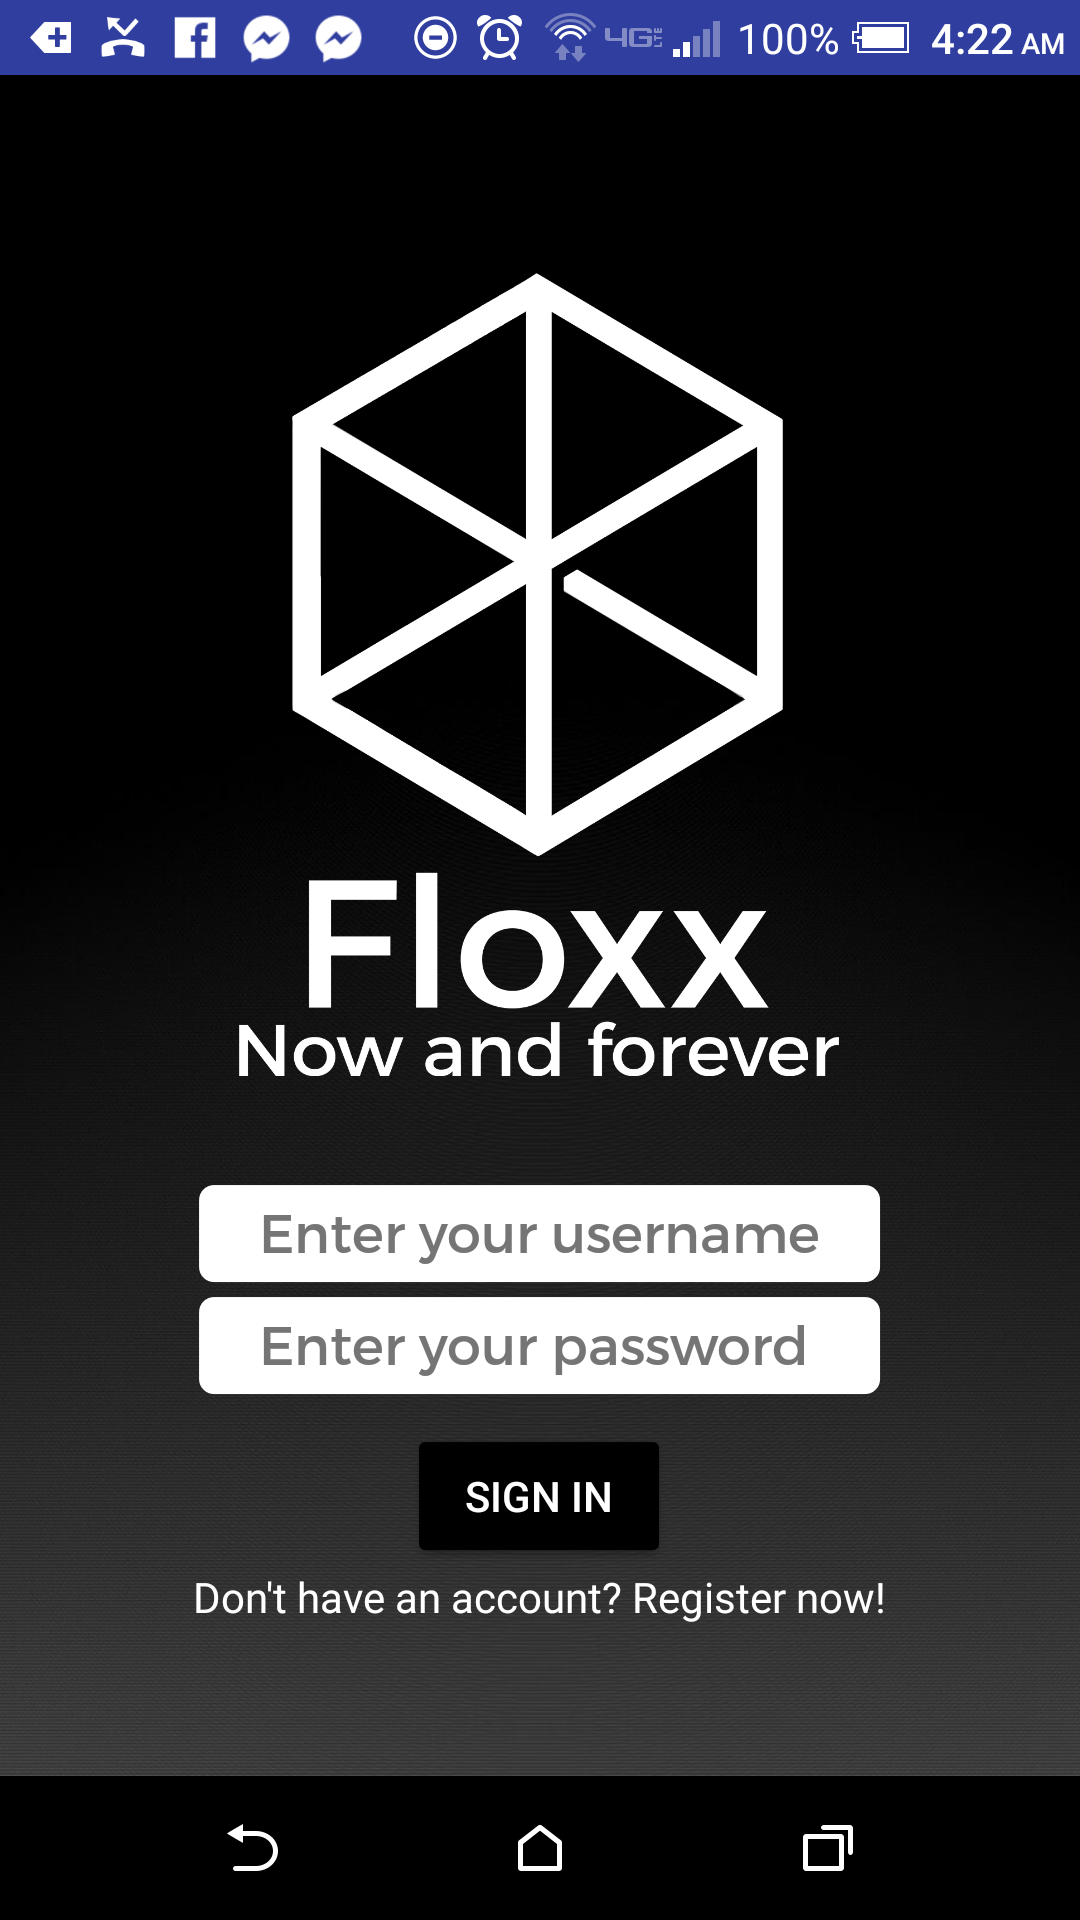 4G LTE 100% 4:22 AM
Floxx
Now and forever
Enter your username
Enter your password
SIGN IN
Don't have an account? Register now!